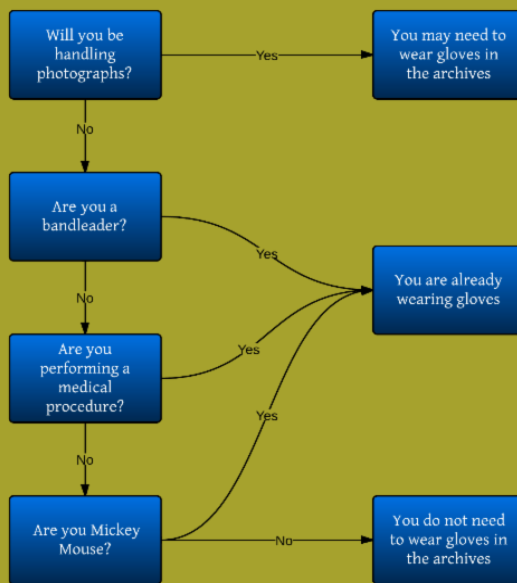 Will you be
handling
photographs?
Yes
You may need to
wear gloves in
the archives
No
Are you a
bandleader?
Yes
You are already
wearing gloves
No
Are you
performing a
medical
procedure?
Yes
Yes
No
Are you Mickey
Mouse?
No
You do not need
to wear gloves in
the archives